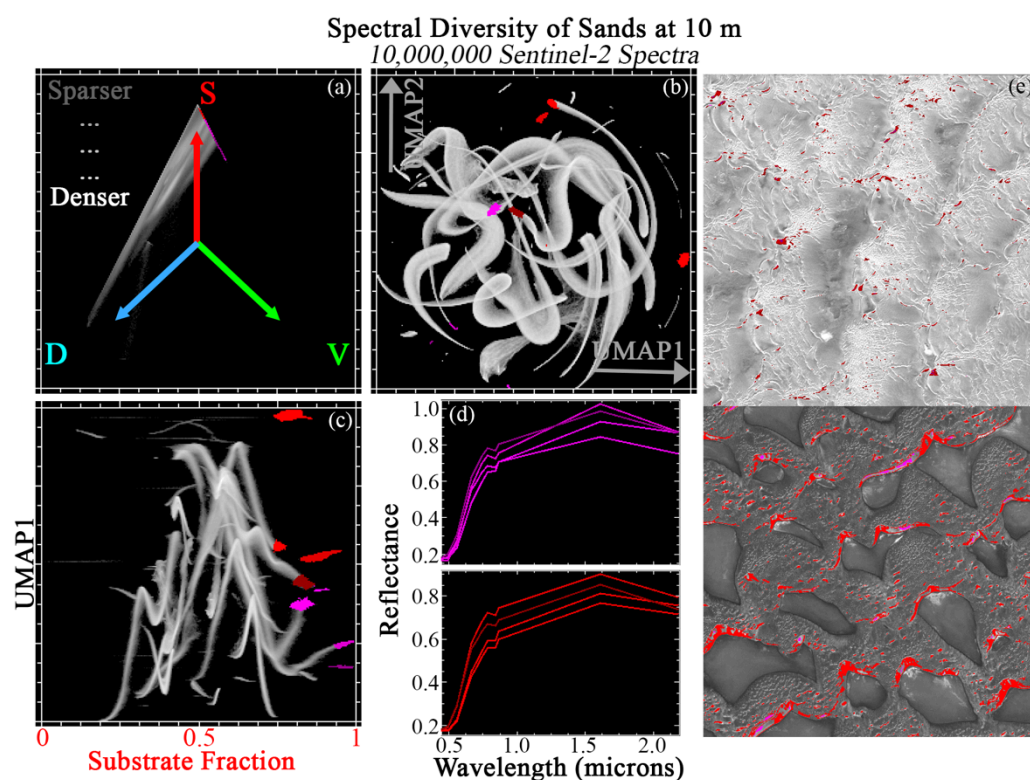 Spectral Diversity of Sands at 10 m
10,000,000 Sentinel-2 Spectra
(a)
Sparser
...
...
...
Denser
S
D
V
(b)
UMAP2
UMAP1
(c)
UMAP1
0
0.5
1
Substrate Fraction
(d)
1.0
0.8
0.6
0.4
0.2
0.8
0.6
0.4
0.2
Reflectance
0.5
1.0
1.5
2.0
Wavelength (microns)
(e)